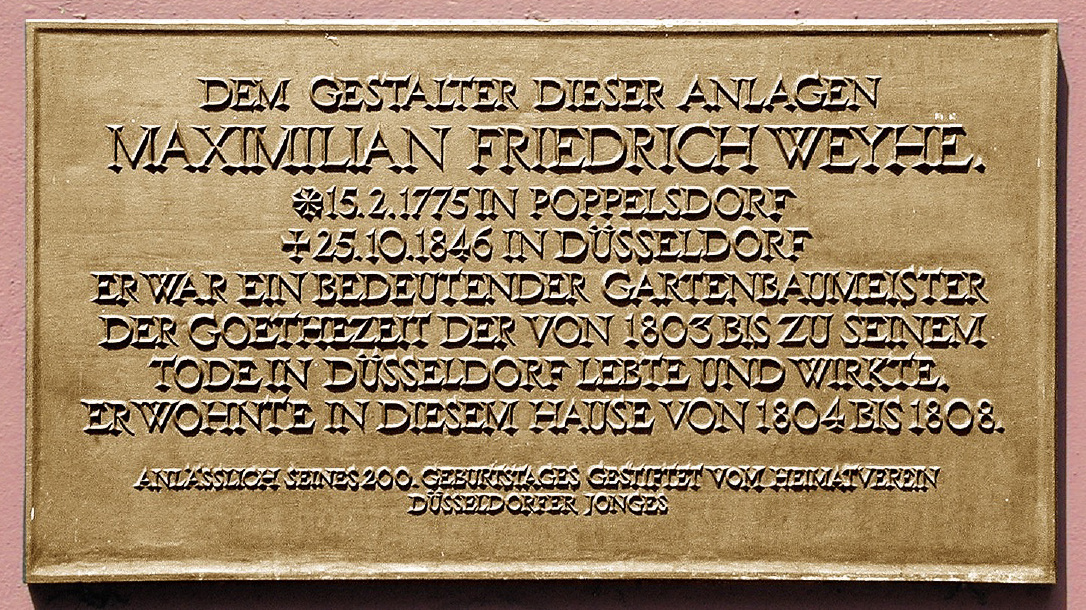 DEM GESTALTER DIESER ANLAGEN
MAXIMILIAN FRIEDRICH WEYHE.
* 15.2.1775 IN POPPELSDORF
+ 25.10.1846 IN DÜSSELDORF
ER WAR EIN BEDEUTENDER GARTENBAUMEISTER
DER GOETHEZEIT DER VON 1803 BIS ZU SEINEM
TODE IN DÜSSELDORF LEBTE UND WIRKTE.
ER WOHNTE IN DIESEM HAUSE VON 1804 BIS 1808.
ANLÄSSLICH SEINES 200. GEBURTSTAGES GESTIFTET VOM HEIMATVEREIN
DÜSSELDORFER JONGES